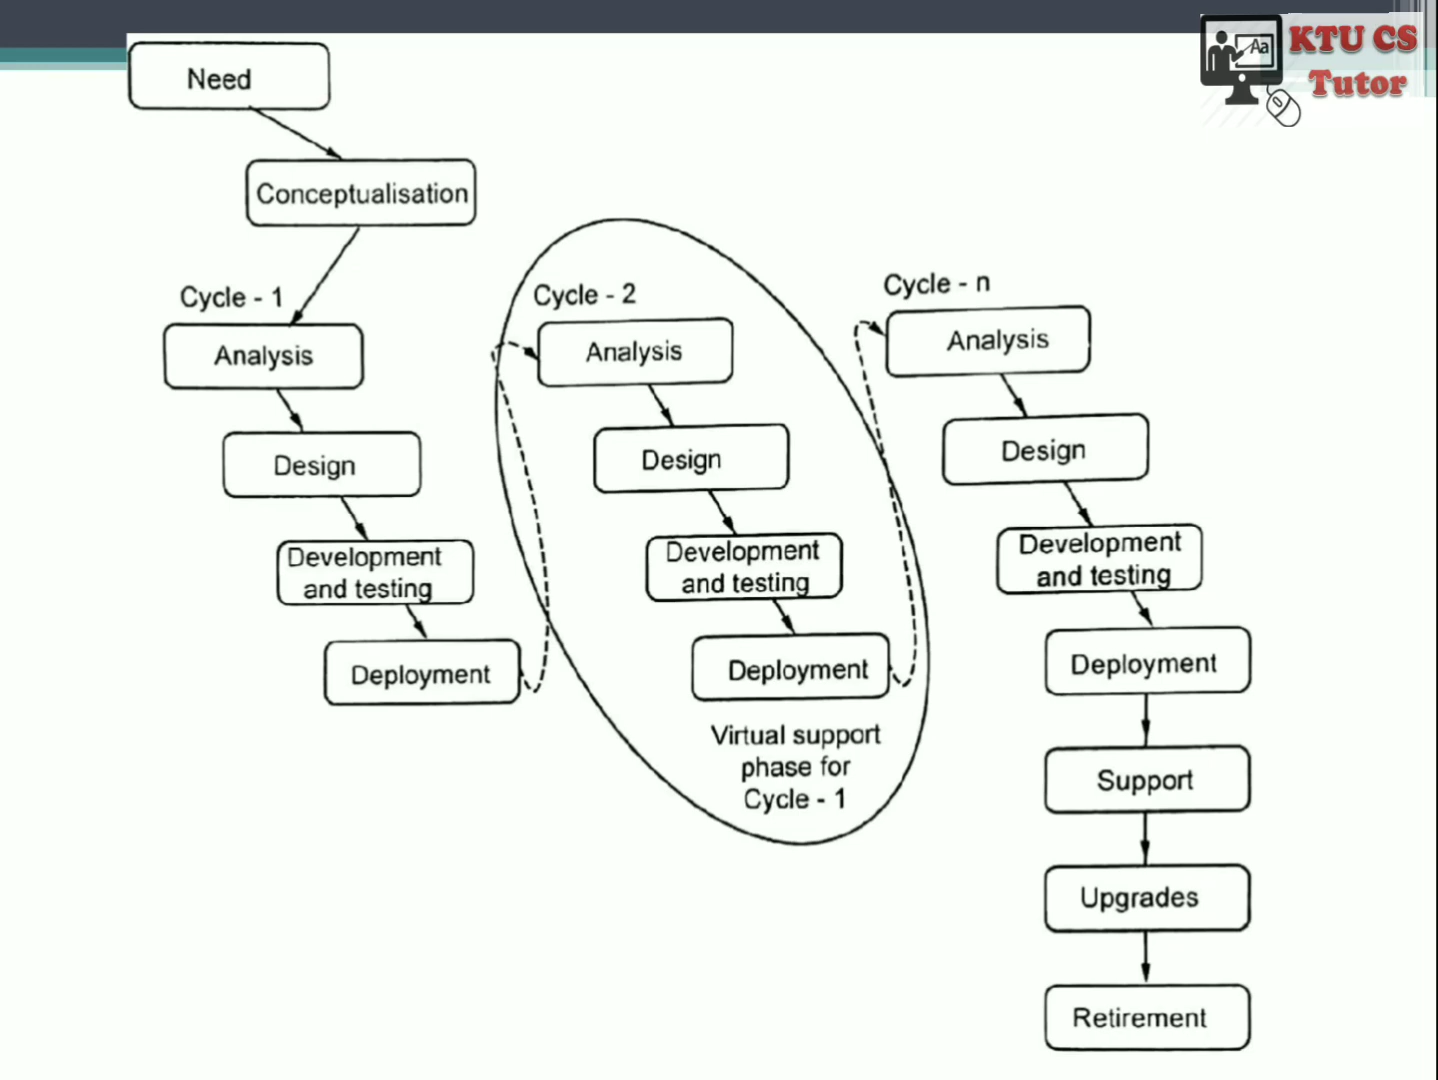 KTU CS
Tutor
Aa
Need
Conceptualisation
Cycle - 1
Analysis
Design
Development
and testing
Deployment
Cycle - 2
Analysis
Design
Development
and testing
Deployment
Virtual support
phase for
Cycle - 1
Cycle - n
Analysis
Design
Development
and testing
Deployment
Support
Upgrades
Retirement